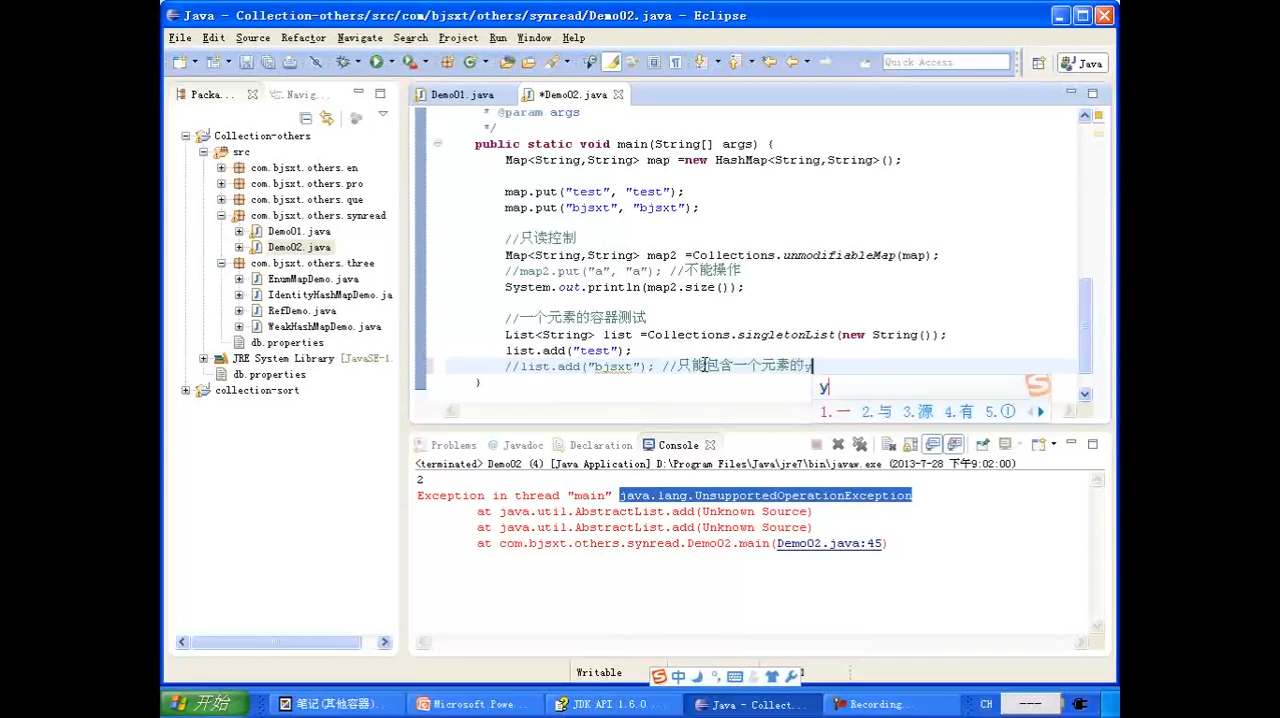 Java - Collection-others/src/com/bjsxt/others/synread/Demo02.java - Eclipse
File Edit Source Refactor Navigate Search Project Run Window Help
Quick Access
Java
Packa...
Navig...
Demo01.java
*Demo02.java
Collection-others
src
com.bjsxt.others.en
com.bjsxt.others.pro
com.bjsxt.others.que
com.bjsxt.others.synread
Demo01.java
Demo02.java
com.bjsxt.others.three
EnumMapDemo.java
IdentityHashMapDemo.ja
RefDemo.java
WeakHashMapDemo.java
db.properties
JRE System Library [JavaSE-1.
db.properties
collection-sort
* @param args
*/
public static void main(String[] args) {
Map<String,String> map =new HashMap<String,String>();
map.put("test", "test");
map.put("bjsxt", "bjsxt");
//只读控制
Map<String,String> map2 =Collections.unmodifiableMap(map);
//map2.put("a", "a"); //不能操作
System.out.println(map2.size());
//一个元素的容器测试
List<String> list =Collections.singletonList(new String());
list.add("test");
//list.add("bjsxt"); //只能包含一个元素的y
}
y
1.一 2.与 3.源 4.有 5.①
Problems @ Javadoc Declaration Console
<terminated> Demo02 (4) [Java Application] D:\Program Files\Java\jre7\bin\javaw.exe (2013-7-28 下午9:02:00)
2
Exception in thread "main" java.lang.UnsupportedOperationException
at java.util.AbstractList.add(Unknown Source)
at java.util.AbstractList.add(Unknown Source)
at com.bjsxt.others.synread.Demo02.main(Demo02.java:45)
Writable
中
开始
笔记(其他容器)...
Microsoft Powe...
JDK API 1.6.0 ...
Java - Collect...
Recording...
CH